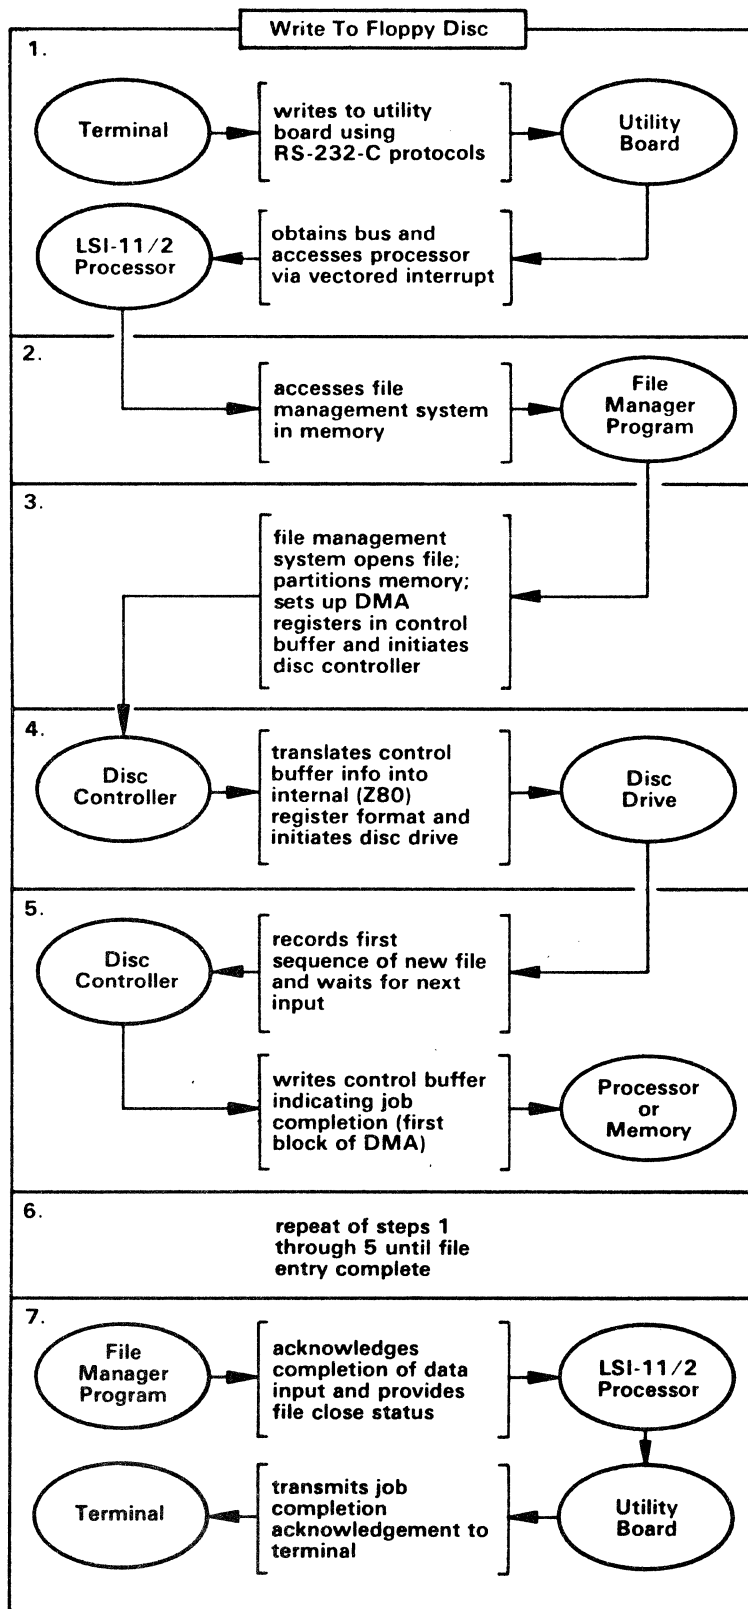 Write To Floppy Disc
1.
Terminal
writes to utility
board using
RS-232-C protocols
Utility
Board
LSI-11/2
Processor
obtains bus and
accesses processor
via vectored interrupt
2.
accesses file
management system
in memory
File
Manager
Program
3.
file management
system opens file;
partitions memory;
sets up DMA
registers in control
buffer and initiates
disc controller
4.
Disc
Controller
translates control
buffer info into
internal (Z80)
register format and
initiates disc drive
Disc
Drive
5.
Disc
Controller
records first
sequence of new file
and waits for next
input
writes control buffer
indicating job
completion (first
block of DMA)
Processor
or
Memory
6.
repeat of steps 1
through 5 until file
entry complete
7.
File
Manager
Program
acknowledges
completion of data
input and provides
file close status
LSI-11/2
Processor
Terminal
transmits job
completion
acknowledgement to
terminal
Utility
Board